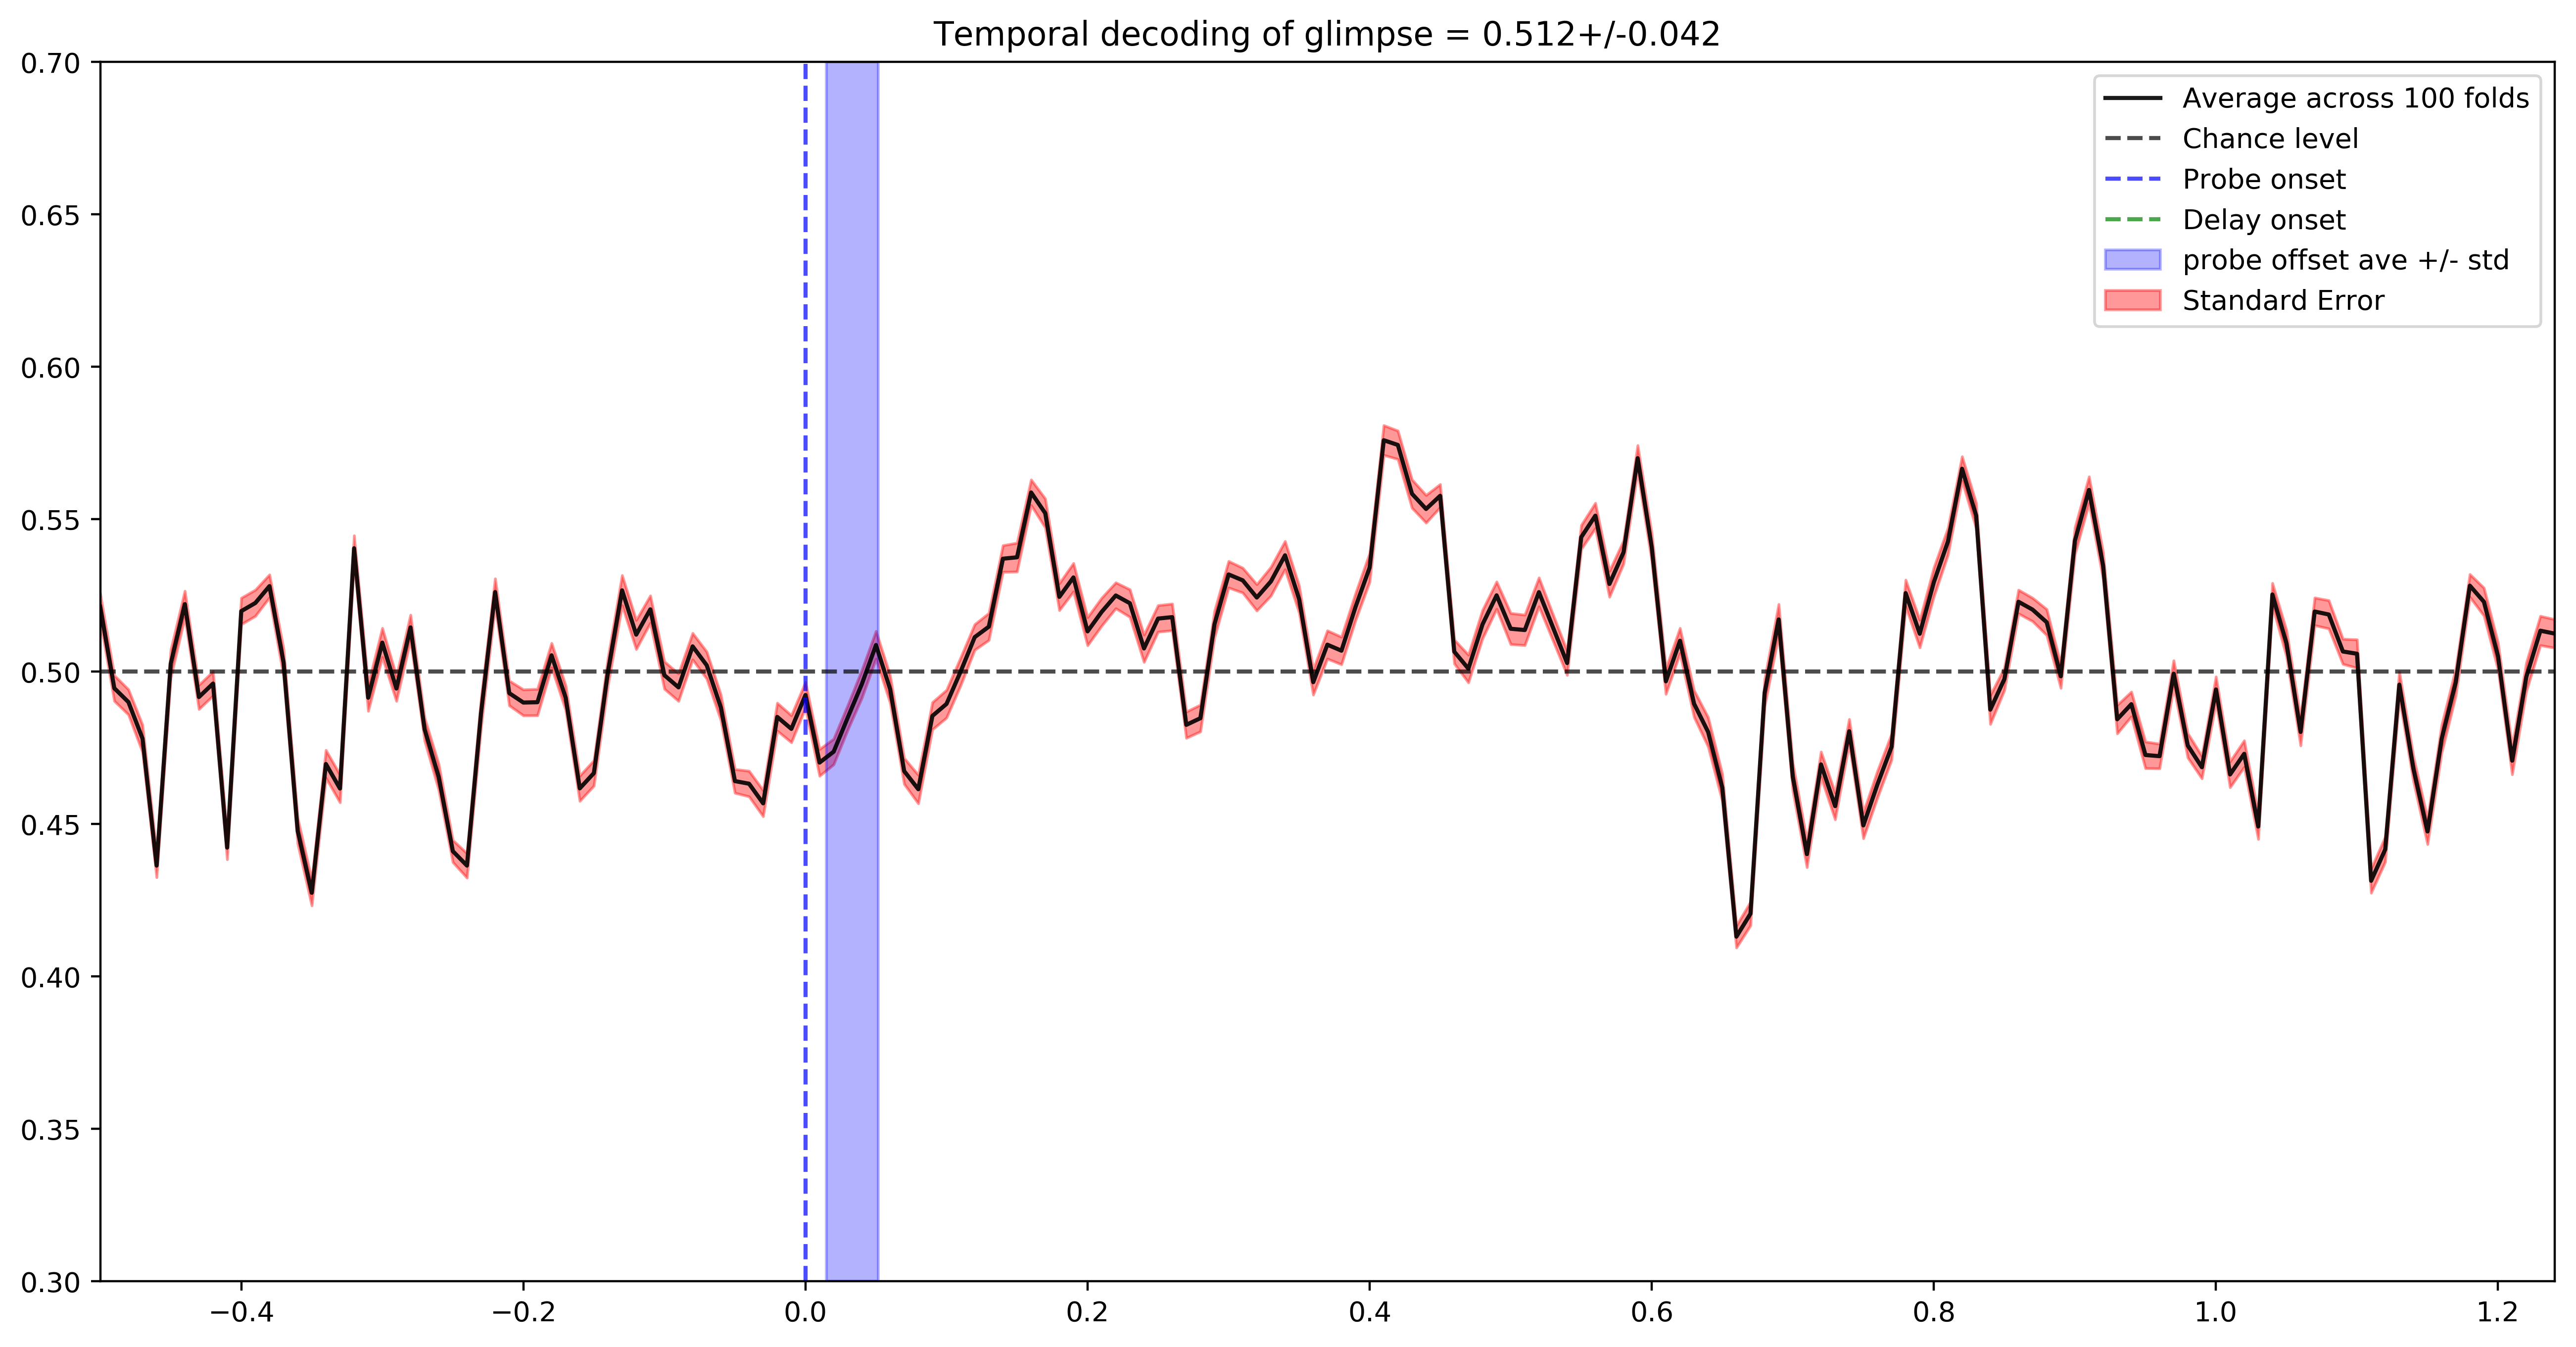 Temporal decoding of glimpse = 0.512+/-0.042
0.70
0.65
0.60
0.55
0.50
0.45
0.40
0.35
0.30
Average across 100 folds
Chance level
Probe onset
Delay onset
probe offset ave +/- std
Standard Error
−0.4 −0.2 0.0 0.2 0.4 0.6 0.8 1.0 1.2